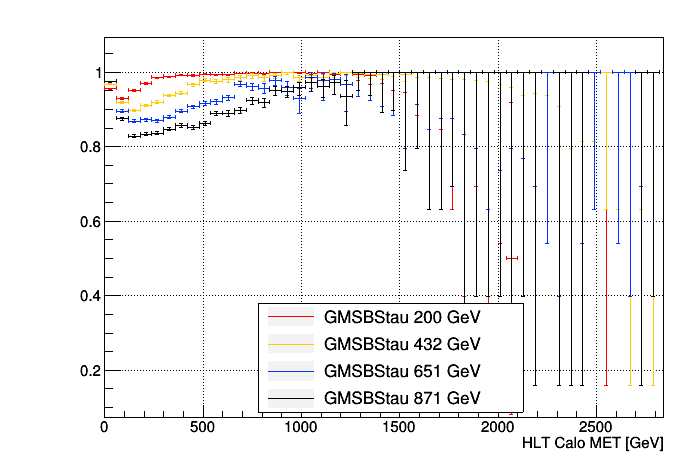 1
0.8
0.6
0.4
0.2
GMSBStau 200 GeV
GMSBStau 432 GeV
GMSBStau 651 GeV
GMSBStau 871 GeV
0 500 1000 1500 2000 2500
HLT Calo MET [GeV]